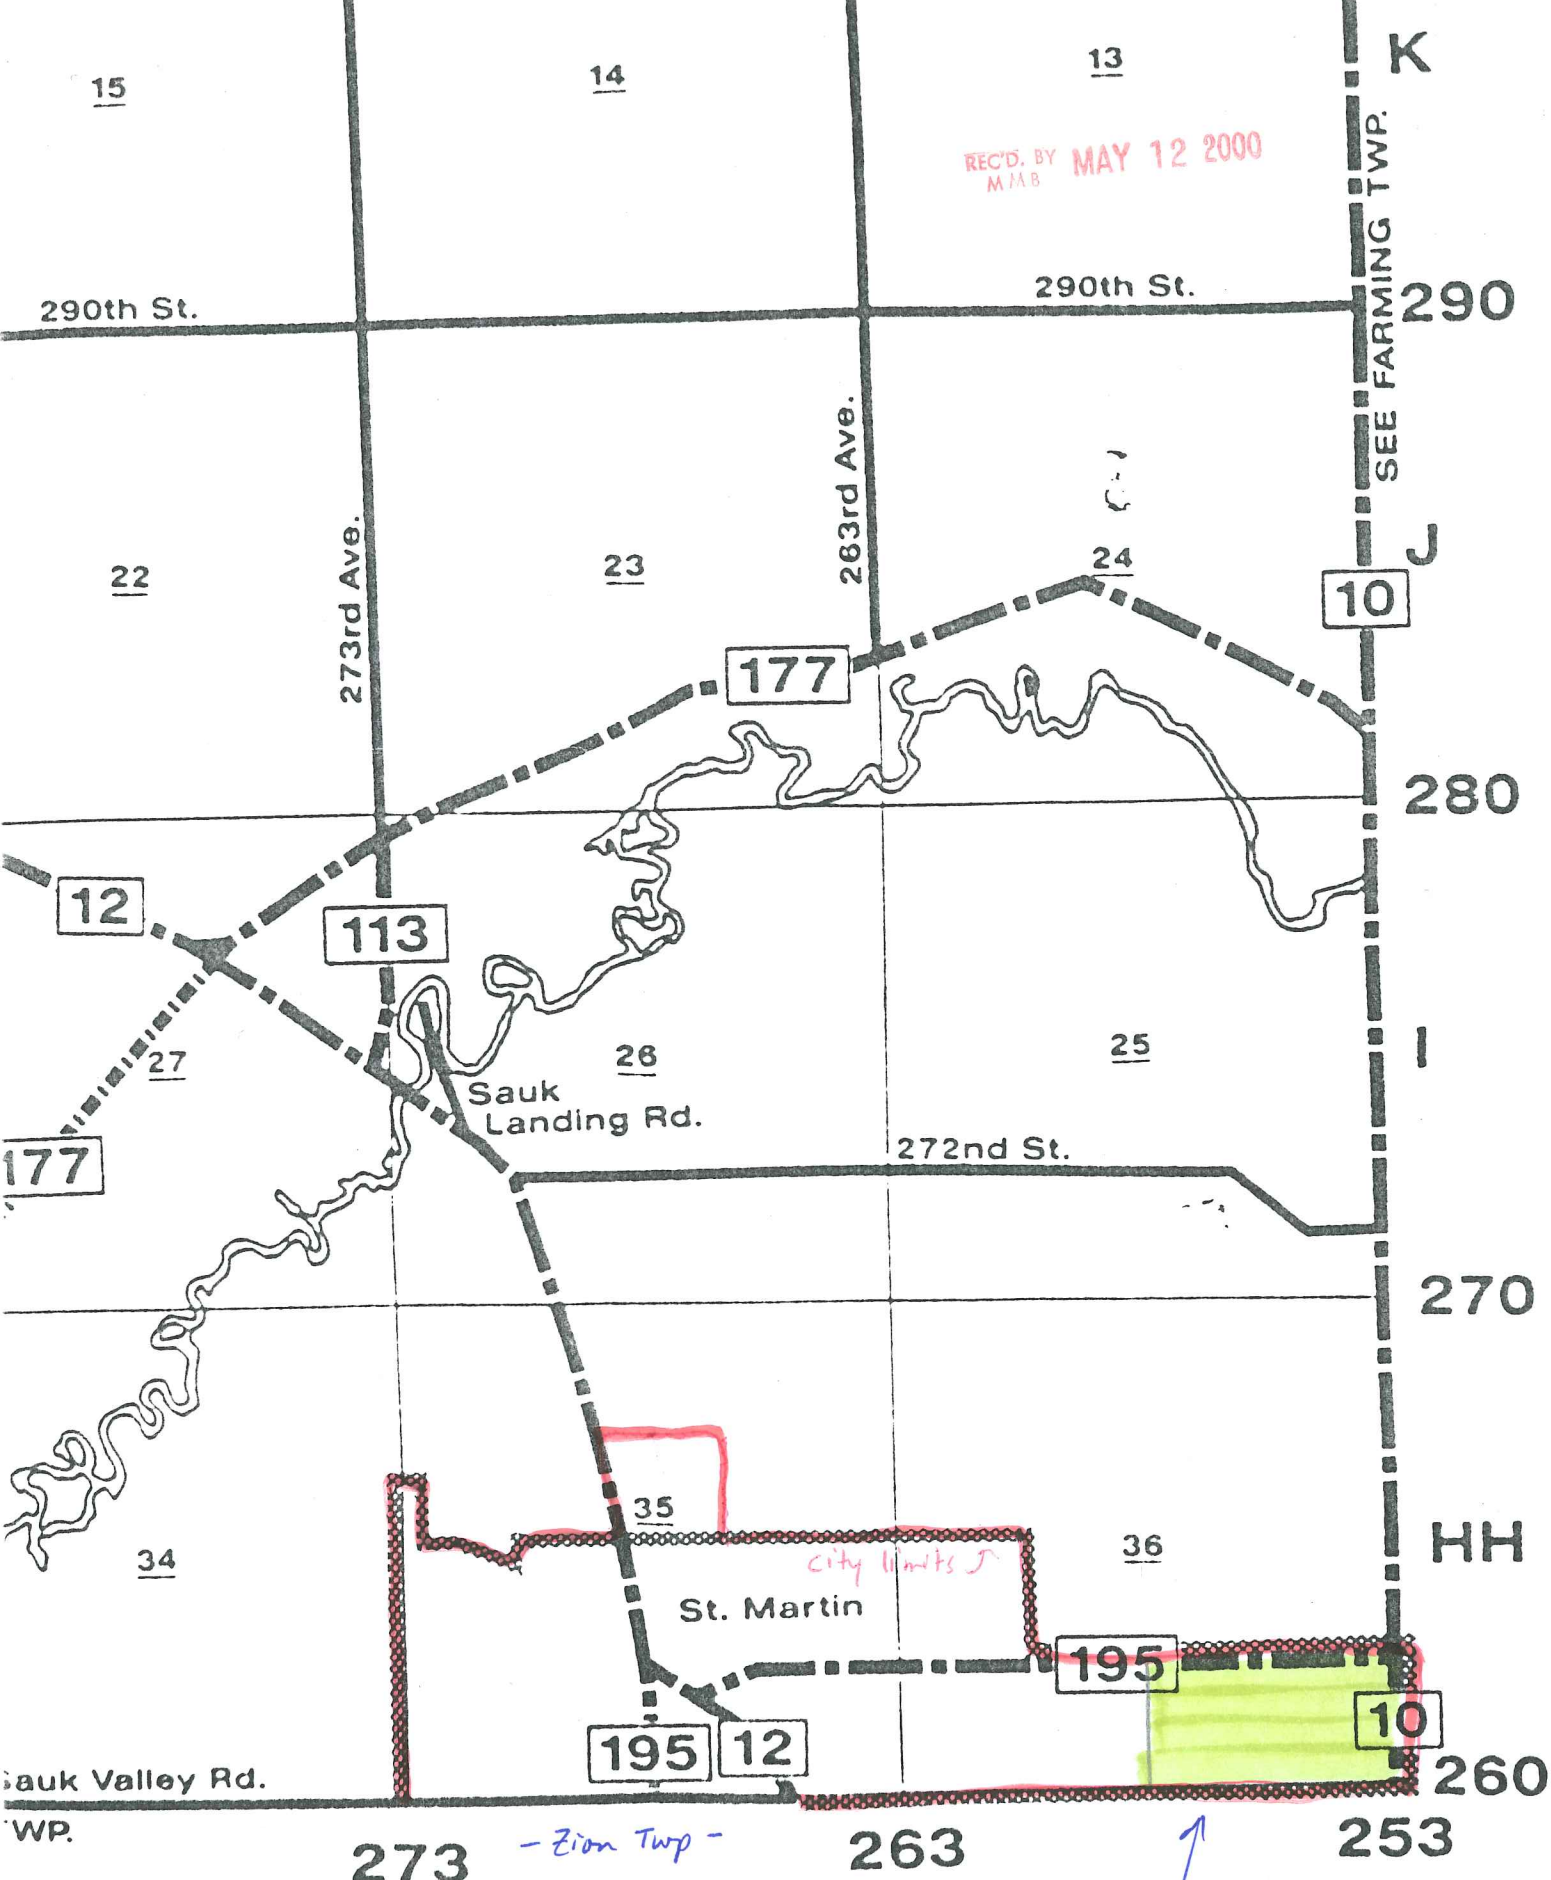 15
14
13
K
REC'D. BY MAY 12 2000
MMB
SEE FARMING TWP.
290th St.
290th St.
290
273rd Ave.
263rd Ave.
22
23
24
J
10
177
280
12
113
27
26
25
I
Sauk
Landing Rd.
177
272nd St.
270
35
34
36
HH
city limits
St. Martin
195
10
195
12
Sauk Valley Rd.
260
WP.
273
- Zion Twp -
263
253